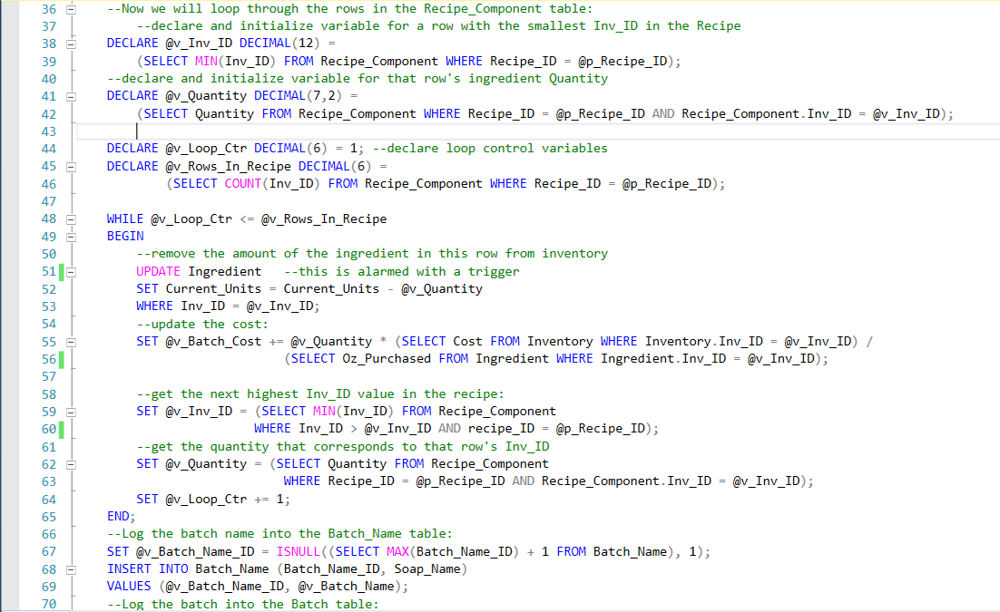 36 --Now we will loop through the rows in the Recipe_Component table:
37 --declare and initialize variable for a row with the smallest Inv_ID in the Recipe
38 DECLARE @v_Inv_ID DECIMAL(12) =
39 (SELECT MIN(Inv_ID) FROM Recipe_Component WHERE Recipe_ID = @p_Recipe_ID);
40 --declare and initialize variable for that row's ingredient Quantity
41 DECLARE @v_Quantity DECIMAL(7,2) =
42 (SELECT Quantity FROM Recipe_Component WHERE Recipe_ID = @p_Recipe_ID AND Recipe_Component.Inv_ID = @v_Inv_ID);
43
44 DECLARE @v_Loop_Ctr DECIMAL(6) = 1; --declare loop control variables
45 DECLARE @v_Rows_In_Recipe DECIMAL(6) =
46 (SELECT COUNT(Inv_ID) FROM Recipe_Component WHERE Recipe_ID = @p_Recipe_ID);
47
48 WHILE @v_Loop_Ctr <= @v_Rows_In_Recipe
49 BEGIN
50 --remove the amount of the ingredient in this row from inventory
51 UPDATE Ingredient --this is alarmed with a trigger
52 SET Current_Units = Current_Units - @v_Quantity
53 WHERE Inv_ID = @v_Inv_ID;
54 --update the cost:
55 SET @v_Batch_Cost += @v_Quantity * (SELECT Cost FROM Inventory WHERE Inventory.Inv_ID = @v_Inv_ID) /
56 (SELECT Oz_Purchased FROM Ingredient WHERE Ingredient.Inv_ID = @v_Inv_ID);
57
58 --get the next highest Inv_ID value in the recipe:
59 SET @v_Inv_ID = (SELECT MIN(Inv_ID) FROM Recipe_Component
60 WHERE Inv_ID > @v_Inv_ID AND recipe_ID = @p_Recipe_ID);
61 --get the quantity that corresponds to that row's Inv_ID
62 SET @v_Quantity = (SELECT Quantity FROM Recipe_Component
63 WHERE Recipe_ID = @p_Recipe_ID AND Recipe_Component.Inv_ID = @v_Inv_ID);
64 SET @v_Loop_Ctr += 1;
65 END;
66 --Log the batch name into the Batch_Name table:
67 SET @v_Batch_Name_ID = ISNULL((SELECT MAX(Batch_Name_ID) + 1 FROM Batch_Name), 1);
68 INSERT INTO Batch_Name (Batch_Name_ID, Soap_Name)
69 VALUES (@v_Batch_Name_ID, @v_Batch_Name);
70 --Log the batch into the Batch table: